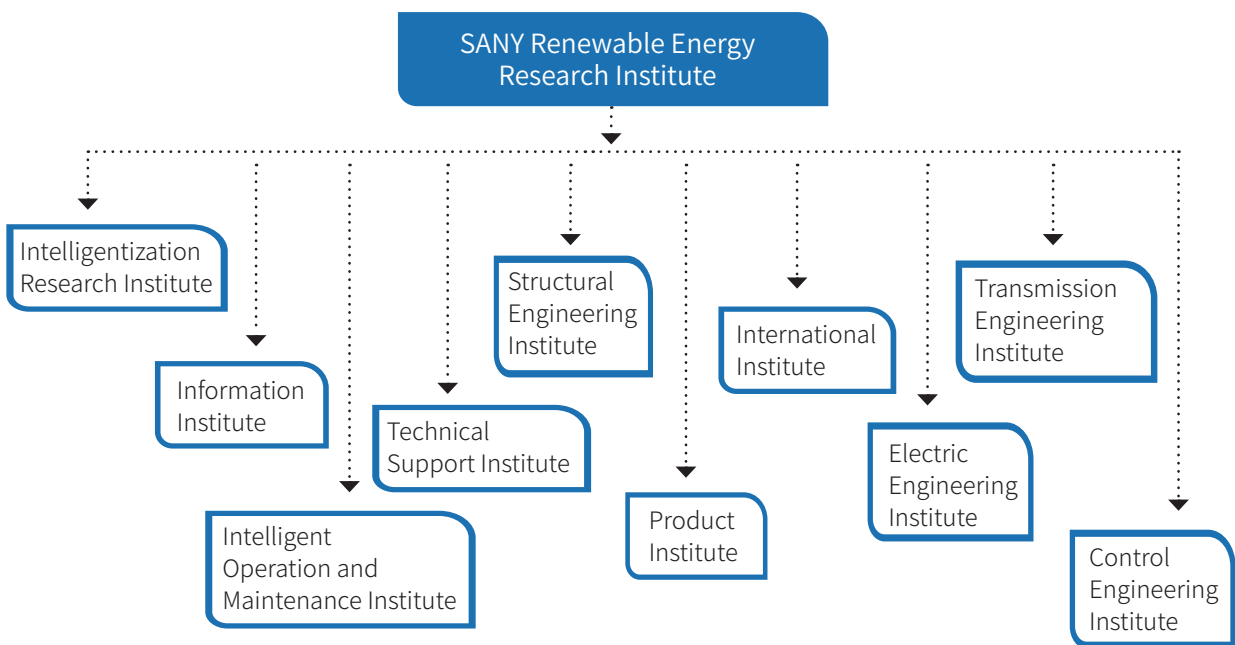 SANY Renewable Energy
Research Institute
Intelligentization
Research Institute
Information
Institute
Intelligent
Operation and
Maintenance Institute
Technical
Support Institute
Structural
Engineering
Institute
Product
Institute
International
Institute
Electric
Engineering
Institute
Transmission
Engineering
Institute
Control
Engineering
Institute